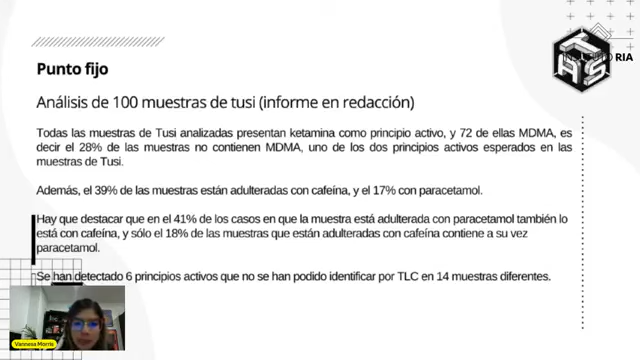 RIA
ATS
Punto fijo
Análisis de 100 muestras de tusi (informe en redacción)
Todas las muestras de Tusi analizadas presentan ketamina como principio activo, y 72 de ellas MDMA, es
decir el 28% de las muestras no contienen MDMA, uno de los dos principios activos esperados en las
muestras de Tusi.
Además, el 39% de las muestras están adulteradas con cafeína, y el 17% con paracetamol.
Hay que destacar que en el 41% de los casos en que la muestra está adulterada con paracetamol también lo
está con cafeína, y sólo el 18% de las muestras que están adulteradas con cafeína contiene a su vez
paracetamol.
Se han detectado 6 principios activos que no se han podido identificar por TLC en 14 muestras diferentes.
Vannesa Morris